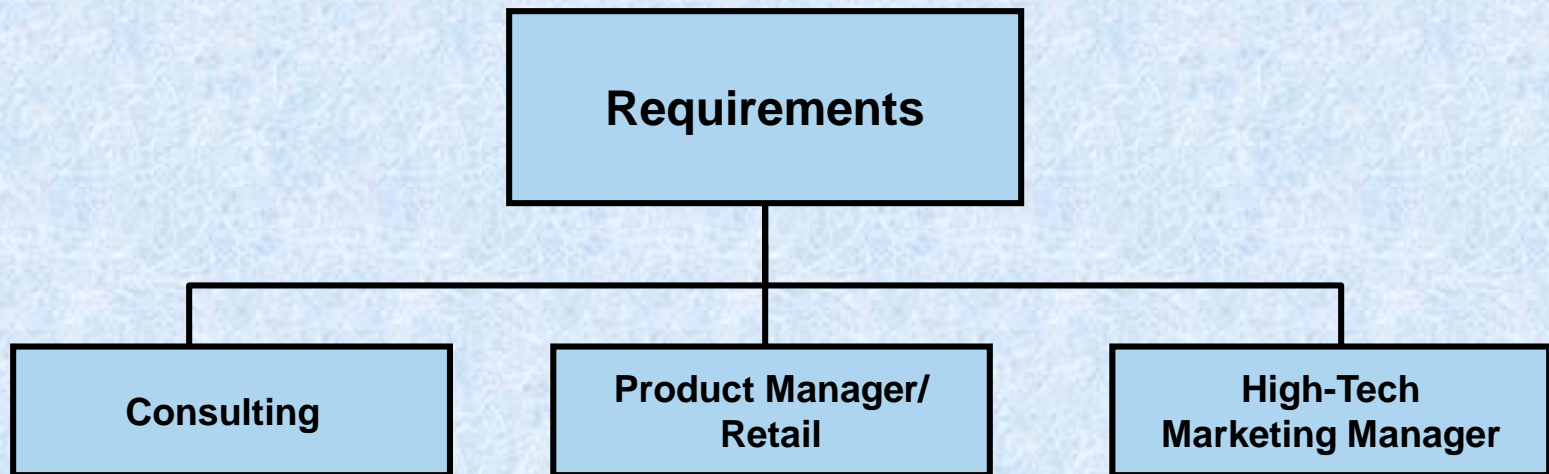 Requirements
Consulting
Product Manager/
Retail
High-Tech
Marketing Manager